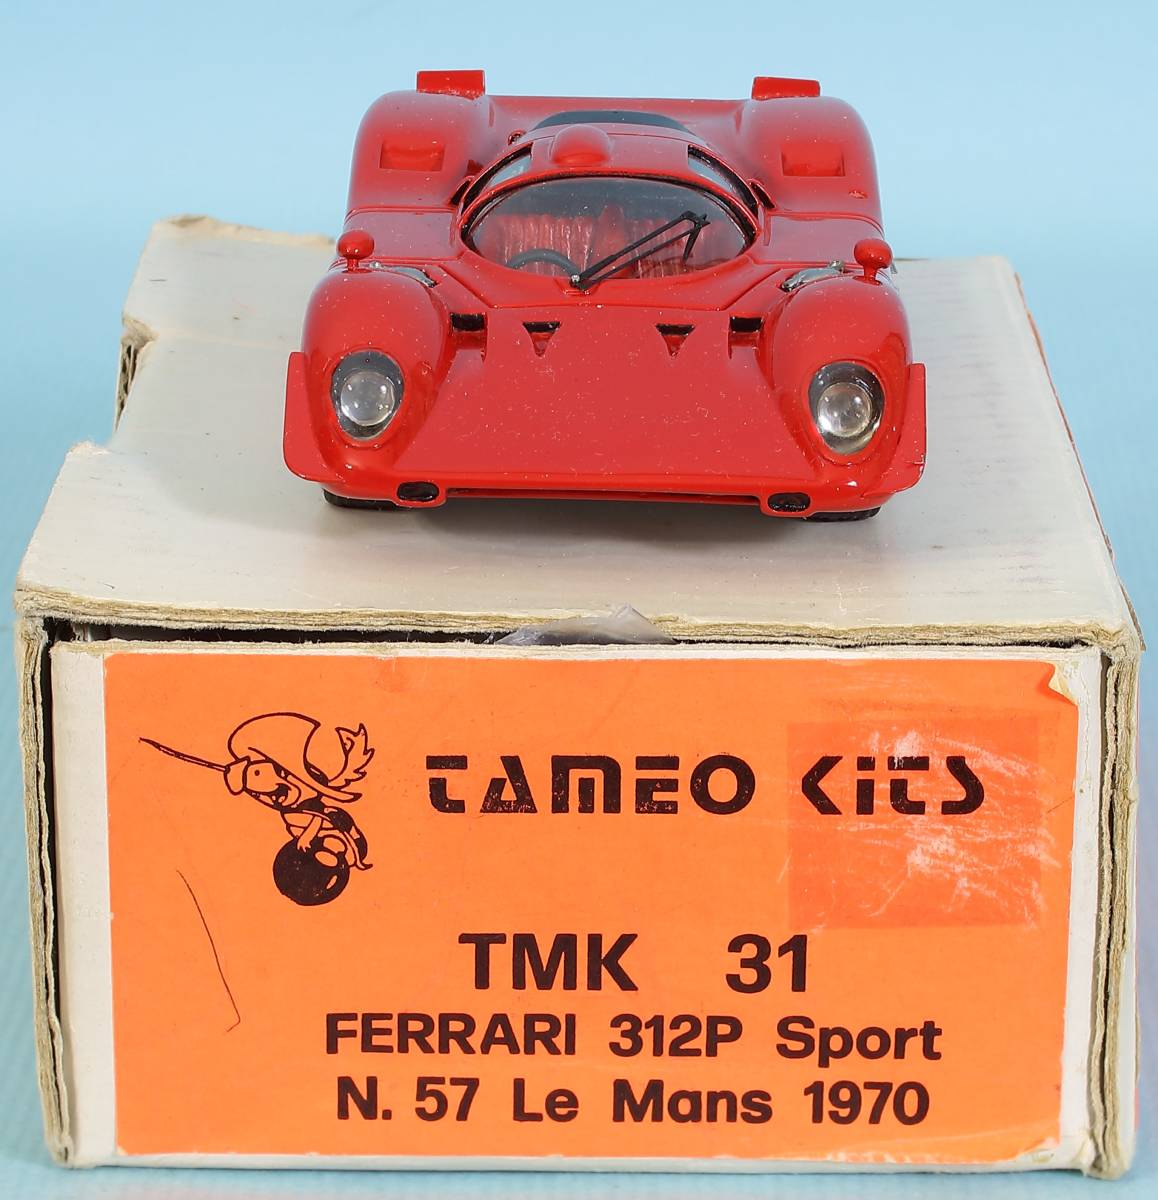 TAMEO KITS
TMK 31
FERRARI 312P Sport
N. 57 Le Mans 1970